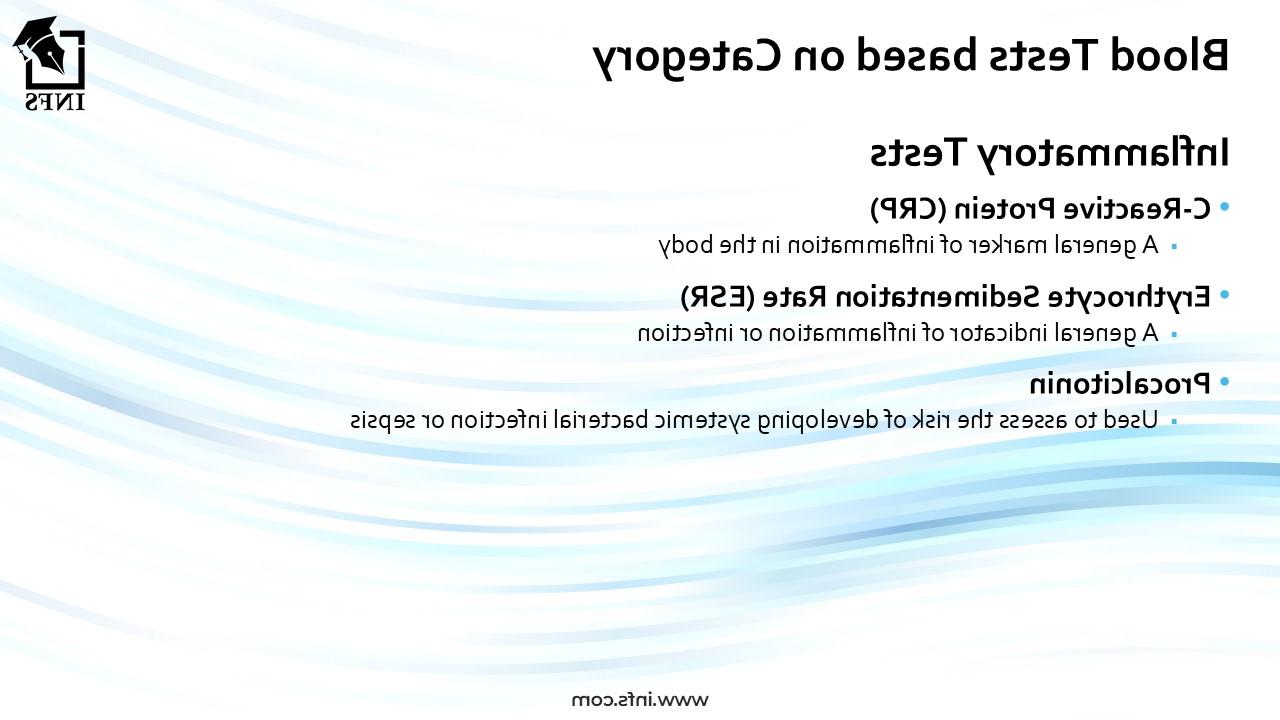 Blood Tests based on Category
INFS
Inflammatory Tests
• C-Reactive Protein (CRP)
▪ A general marker of inflammation in the body
• Erythrocyte Sedimentation Rate (ESR)
▪ A general indicator of inflammation or infection
• Procalcitonin
▪ Used to assess the risk of developing systemic bacterial infection or sepsis
www.infs.com